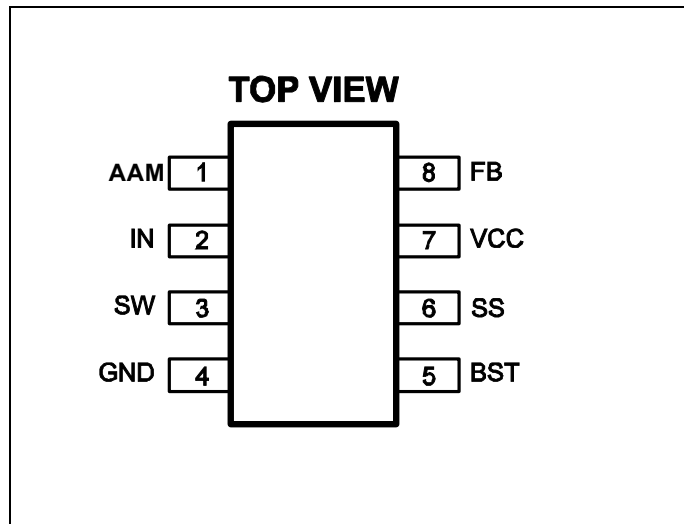 TOP VIEW
AAM 1 8 FB
IN 2 7 VCC
SW 3 6 SS
GND 4 5 BST